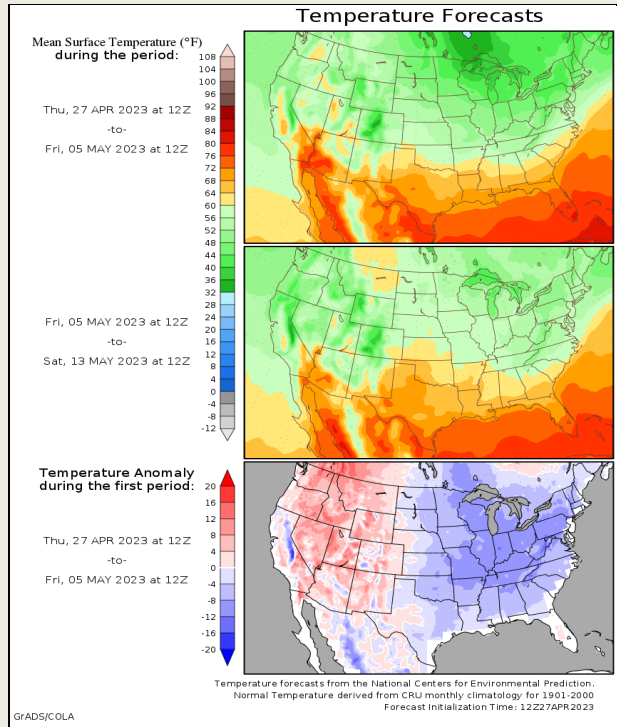 Temperature Forecasts
Mean Surface Temperature (°F)
during the period:
Thu, 27 APR 2023 at 12Z
-to-
Fri, 05 MAY 2023 at 12Z
108
104
100
96
92
88
84
80
76
72
68
64
60
56
52
48
44
40
36
32
28
24
20
16
12
8
4
0
-4
-8
-12
Fri, 05 MAY 2023 at 12Z
-to-
Sat, 13 MAY 2023 at 12Z
Temperature Anomaly
during the first period:
Thu, 27 APR 2023 at 12Z
-to-
Fri, 05 MAY 2023 at 12Z
20
16
12
8
4
0
-4
-8
-12
-16
-20
Temperature forecasts from the National Centers for Environmental Prediction.
Normal Temperature derived from CRU monthly climatology for 1901-2000
Forecast Initialization Time: 12Z27APR2023
GrADS/COLA